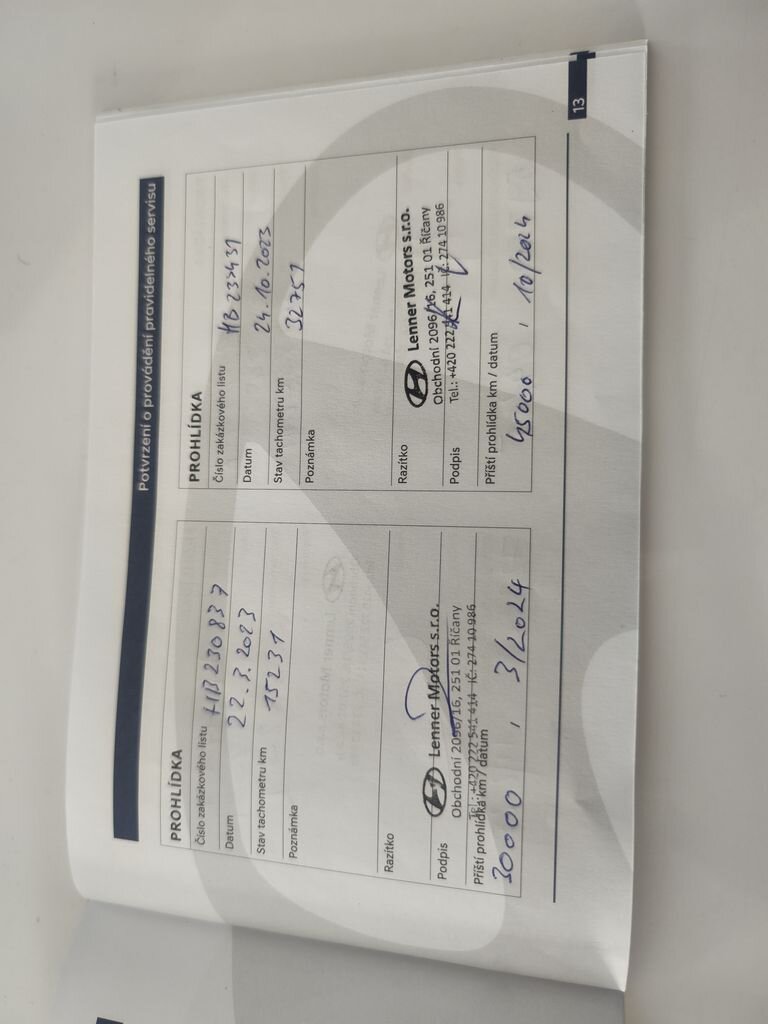 Potvrzení o provádění pravidelného servisu
PROHLÍDKA
Číslo zakázkového listu HB230837
Datum 22.3.2023
Stav tachometru km 15231
Poznámka
Razítko
Lenner Motors s.r.o.
Podpis
Obchodní 2096/16, 251 01 Říčany
Tel.: +420 222 541 414 IČ: 274 10 986
Příští prohlídka km / datum
30000 , 3/2024
PROHLÍDKA
Číslo zakázkového listu HB237431
Datum 24.10.2023
Stav tachometru km 32751
Poznámka
Razítko
Lenner Motors s.r.o.
Obchodní 2096/16, 251 01 Říčany
Podpis
Tel.: +420 222 541 414 IČ: 274 10 986
Příští prohlídka km / datum
45000 , 10/2024
13